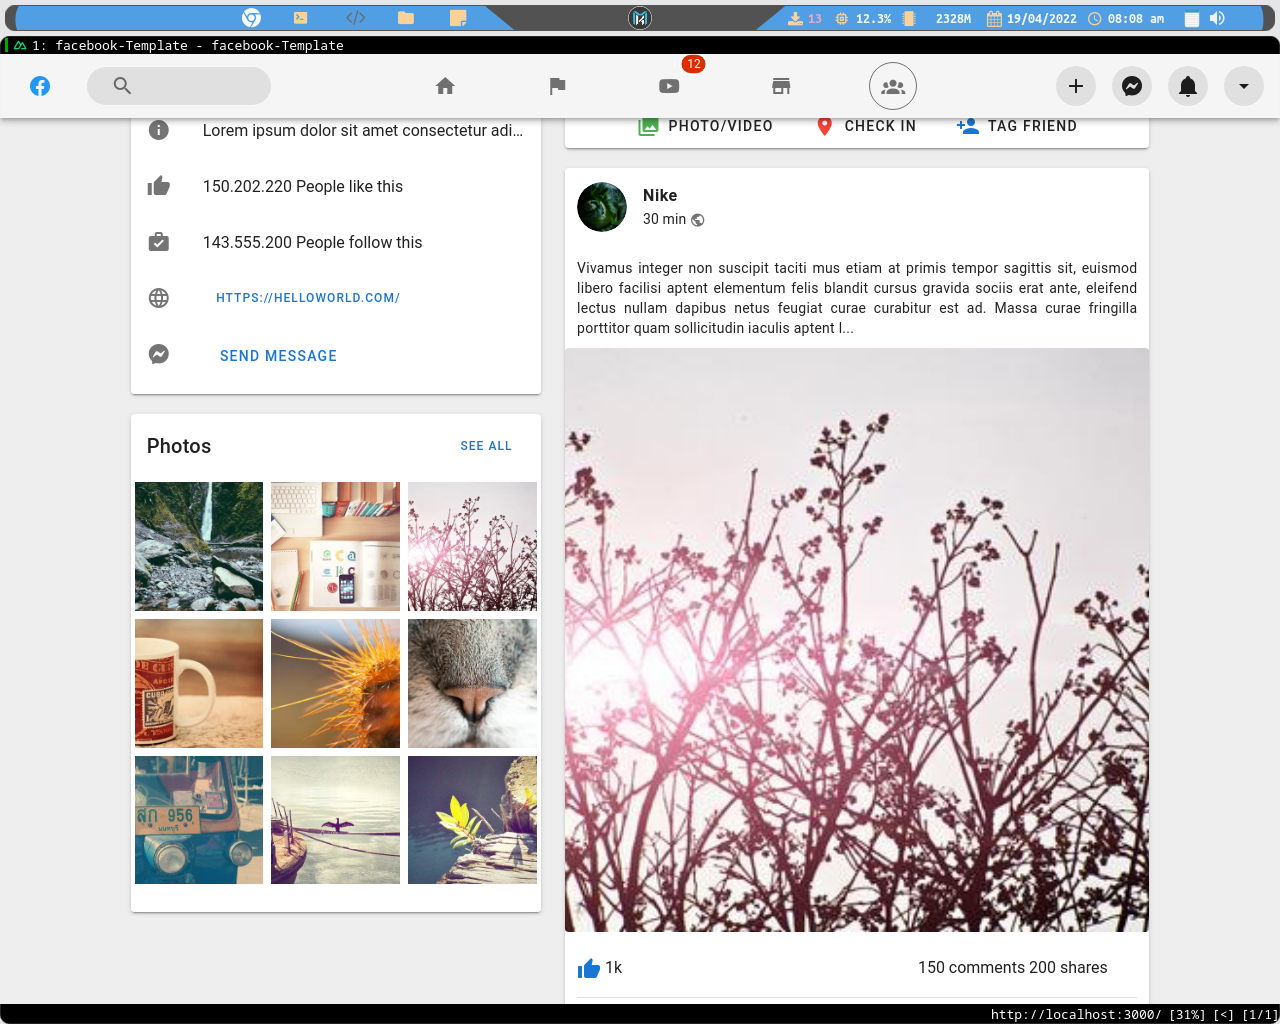 13 12.3% 2328M 19/04/2022 08:08 am
1: facebook-Template - facebook-Template
12
Lorem ipsum dolor sit amet consectetur adi...
150.202.220 People like this
143.555.200 People follow this
HTTPS://HELLOWORLD.COM/
SEND MESSAGE
Photos SEE ALL
สฎ 956
PHOTO/VIDEO CHECK IN TAG FRIEND
Nike
30 min
Vivamus integer non suscipit taciti mus etiam at primis tempor sagittis sit, euismod
libero facilisi aptent elementum felis blandit cursus gravida sociis erat ante, eleifend
lectus nullam dapibus netus feugiat curae curabitur est ad. Massa curae fringilla
porttitor quam sollicitudin iaculis aptent l...
1k 150 comments 200 shares
http://localhost:3000/ [31%] [<] [1/1]